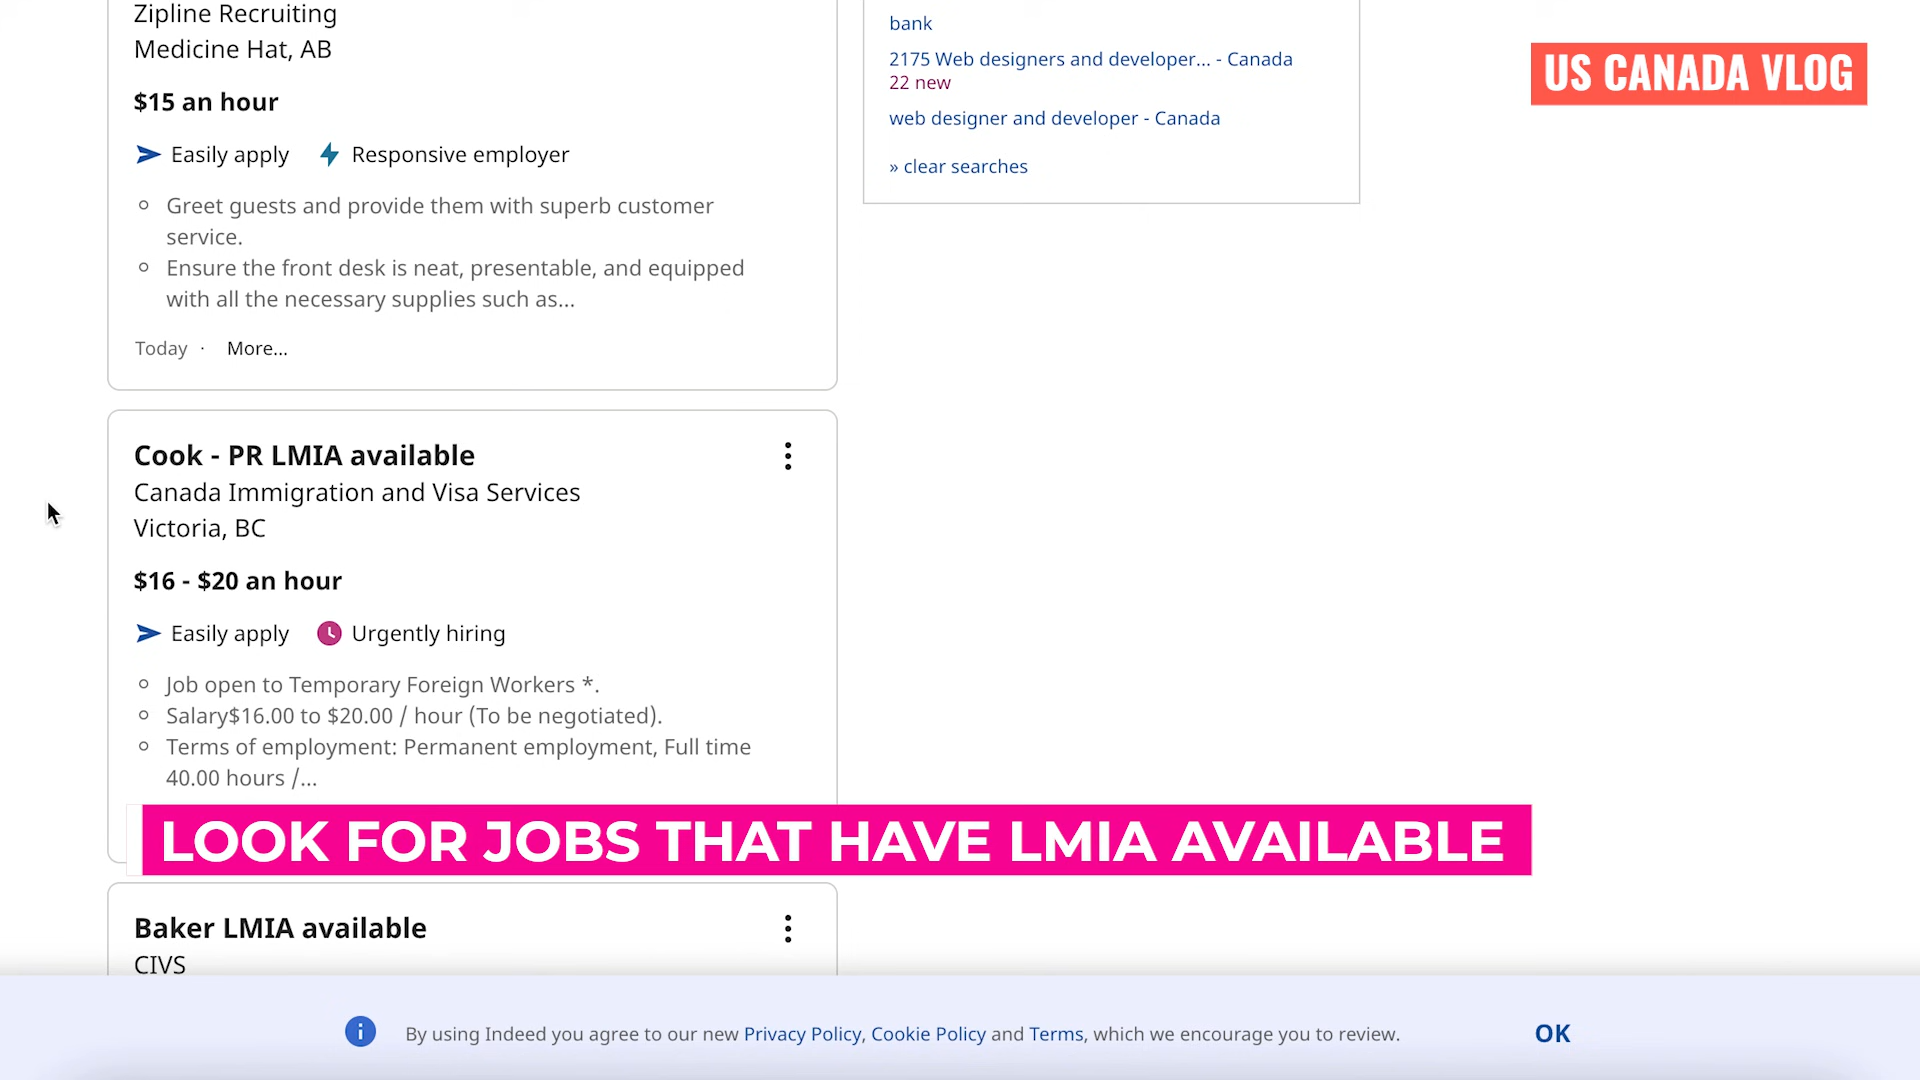 Zipline Recruiting
Medicine Hat, AB
$15 an hour
Easily apply Responsive employer
Greet guests and provide them with superb customer
service.
Ensure the front desk is neat, presentable, and equipped
with all the necessary supplies such as...
Today · More...
bank
2175 Web designers and developer... - Canada
22 new
web designer and developer - Canada
» clear searches
US CANADA VLOG
Cook - PR LMIA available
Canada Immigration and Visa Services
Victoria, BC
$16 - $20 an hour
Easily apply Urgently hiring
Job open to Temporary Foreign Workers *.
Salary$16.00 to $20.00 / hour (To be negotiated).
Terms of employment: Permanent employment, Full time
40.00 hours /...
LOOK FOR JOBS THAT HAVE LMIA AVAILABLE
Baker LMIA available
CIVS
By using Indeed you agree to our new Privacy Policy, Cookie Policy and Terms, which we encourage you to review.
OK